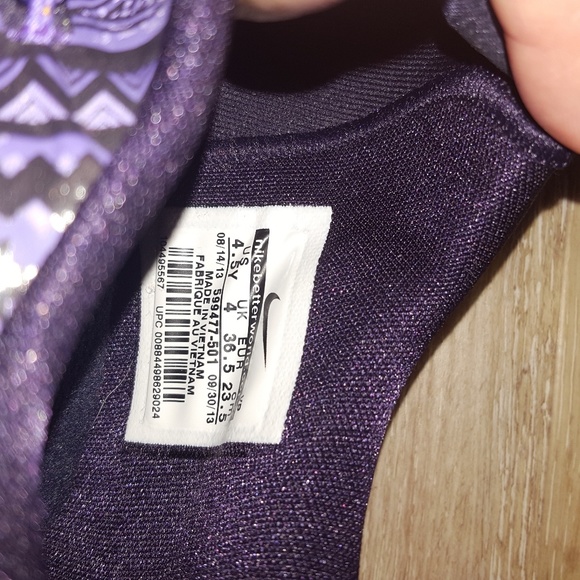 nikebetterwo
US UK EUR
4.5Y 4 36.5 23.5
08/14/13 599477-501 09/30/13
MADE IN VIETNAM
FABRIQUE AU VIETNAM
UPC 00884498629024